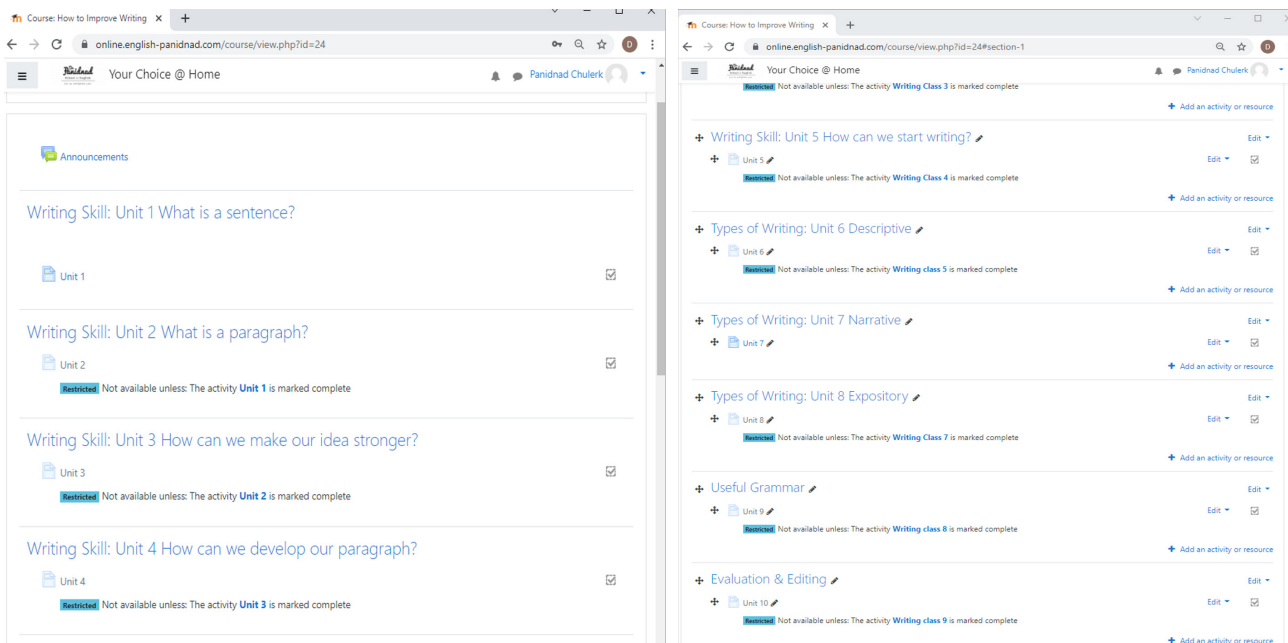 Course: How to Improve Writing
online.english-panidnad.com/course/view.php?id=24
D
Panidnad
Your Choice @ Home
Panidnad Chulerk
Announcements
Writing Skill: Unit 1 What is a sentence?
Unit 1
Writing Skill: Unit 2 What is a paragraph?
Unit 2
Restricted Not available unless: The activity Unit 1 is marked complete
Writing Skill: Unit 3 How can we make our idea stronger?
Unit 3
Restricted Not available unless: The activity Unit 2 is marked complete
Writing Skill: Unit 4 How can we develop our paragraph?
Unit 4
Restricted Not available unless: The activity Unit 3 is marked complete
Course: How to Improve Writing
online.english-panidnad.com/course/view.php?id=24#section-1
D
Panidnad
Your Choice @ Home
Panidnad Chulerk
Restricted Not available unless: The activity Writing Class 3 is marked complete
Add an activity or resource
Writing Skill: Unit 5 How can we start writing? Edit
Unit 5 Edit
Restricted Not available unless: The activity Writing Class 4 is marked complete
Add an activity or resource
Types of Writing: Unit 6 Descriptive Edit
Unit 6 Edit
Restricted Not available unless: The activity Writing class 5 is marked complete
Add an activity or resource
Types of Writing: Unit 7 Narrative Edit
Unit 7 Edit
Add an activity or resource
Types of Writing: Unit 8 Expository Edit
Unit 8 Edit
Restricted Not available unless: The activity Writing Class 7 is marked complete
Add an activity or resource
Useful Grammar Edit
Unit 9 Edit
Restricted Not available unless: The activity Writing class 8 is marked complete
Add an activity or resource
Evaluation & Editing Edit
Unit 10 Edit
Restricted Not available unless: The activity Writing class 9 is marked complete
Add an activity or resource